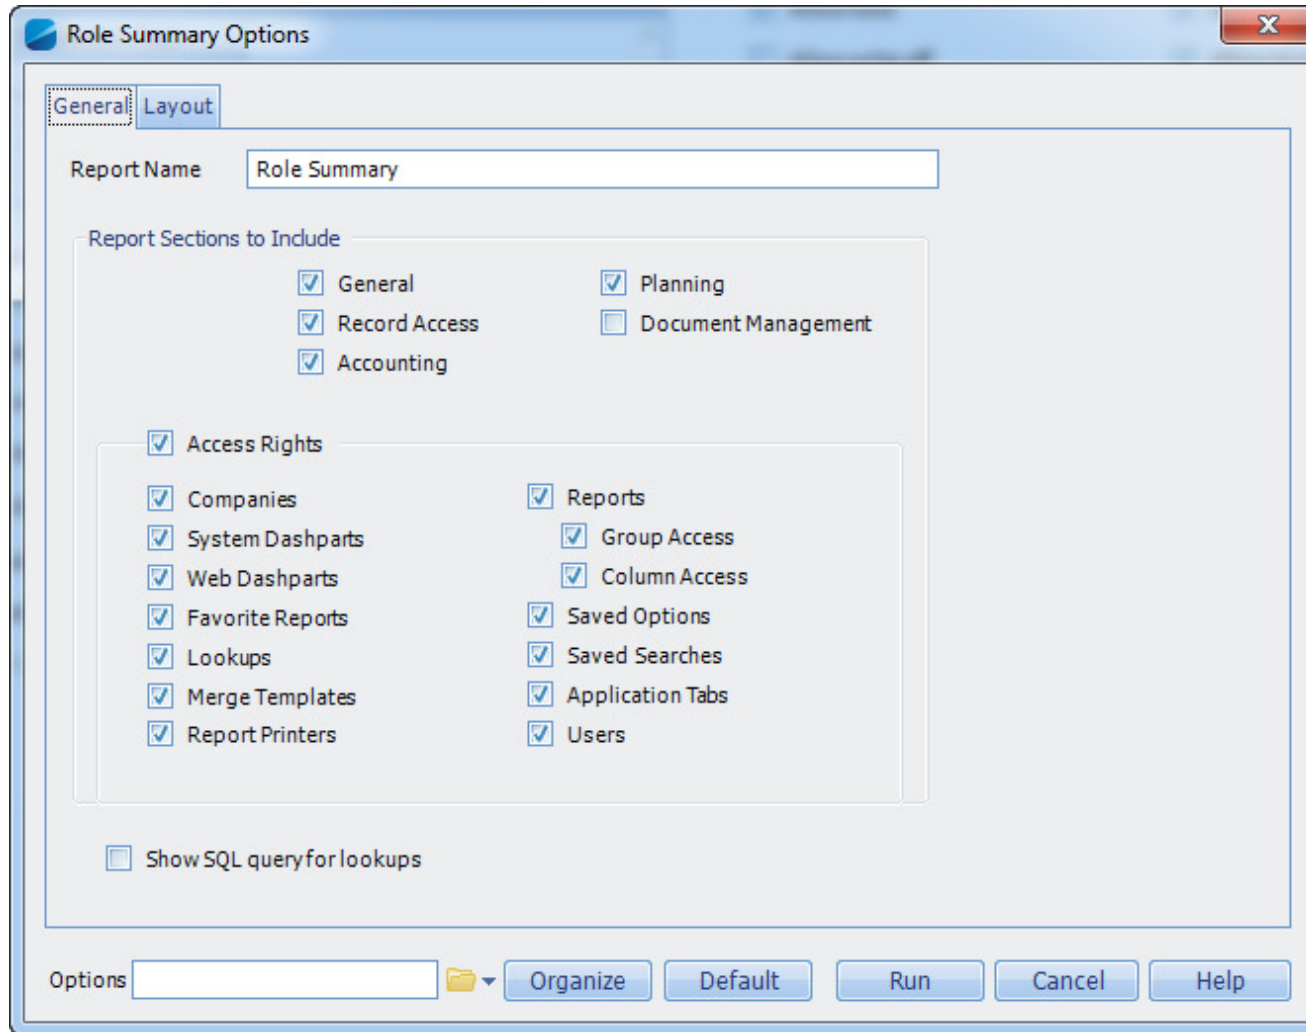 Role Summary Options
General Layout
Report Name Role Summary
Report Sections to Include
General Planning
Record Access Document Management
Accounting
Access Rights
Companies Reports
System Dashparts Group Access
Web Dashparts Column Access
Favorite Reports Saved Options
Lookups Saved Searches
Merge Templates Application Tabs
Report Printers Users
Show SQL query for lookups
Options Organize Default Run Cancel Help